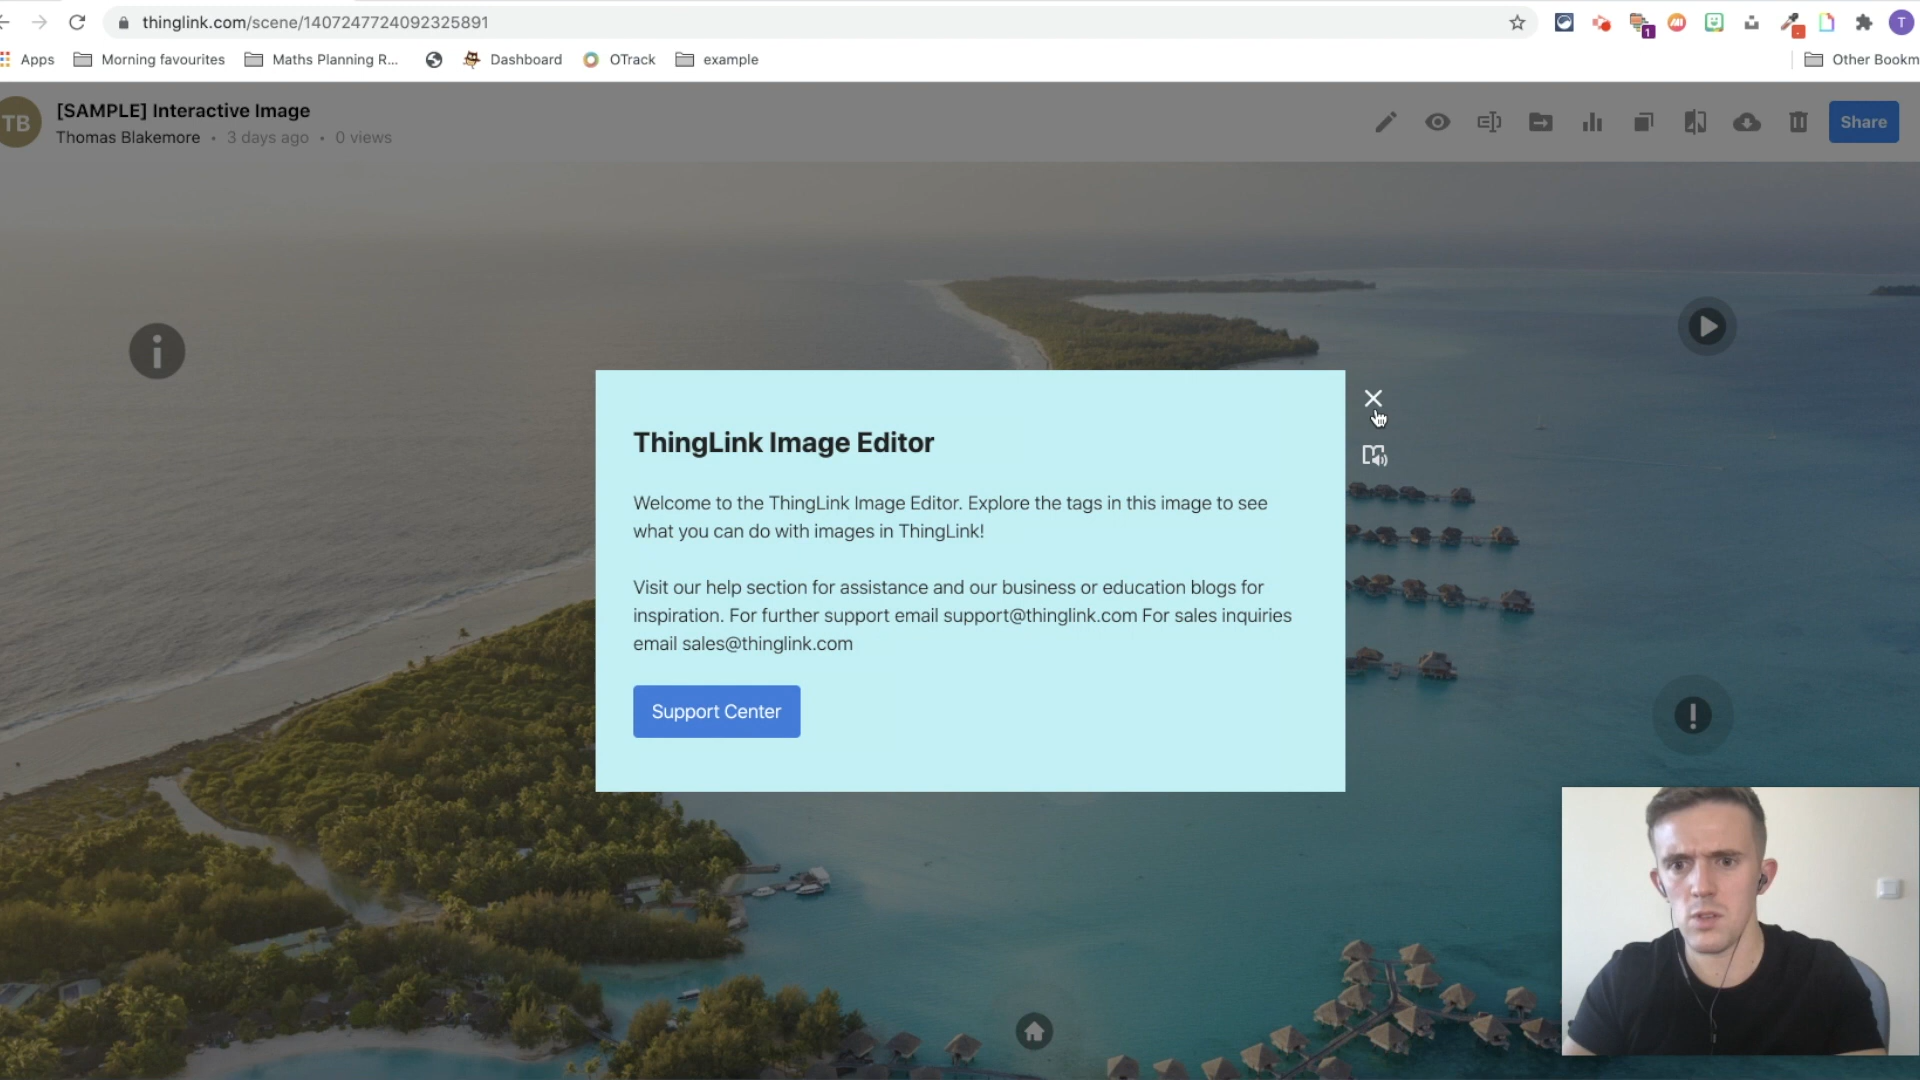 thinglink.com/scene/1407247724092325891
1
T
Apps
Morning favourites
Maths Planning R...
Dashboard
OTrack
example
Other Bookm
TB
[SAMPLE] Interactive Image
Thomas Blakemore • 3 days ago • 0 views
Share
ThingLink Image Editor
Welcome to the ThingLink Image Editor. Explore the tags in this image to see
what you can do with images in ThingLink!
Visit our help section for assistance and our business or education blogs for
inspiration. For further support email support@thinglink.com For sales inquiries
email sales@thinglink.com
Support Center